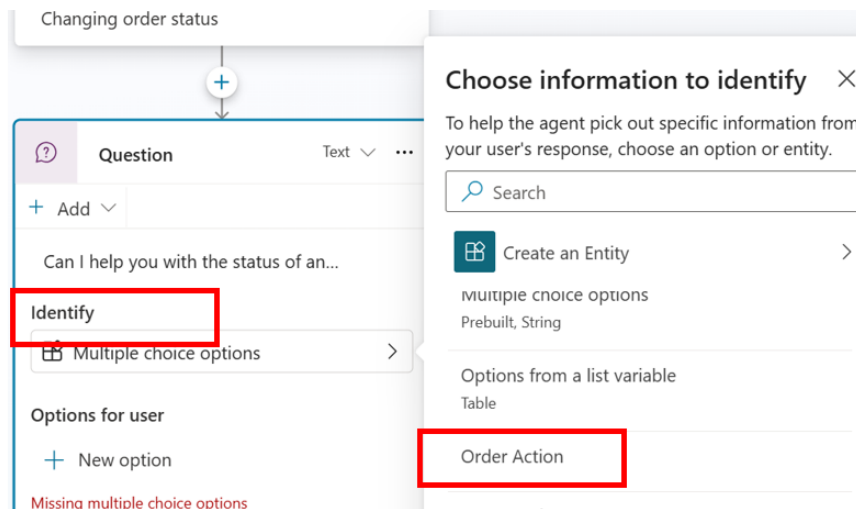 Changing order status
Question
Text
Add
Can I help you with the status of an...
Identify
Multiple choice options
Options for user
New option
Missing multiple choice options
Choose information to identify
To help the agent pick out specific information from
your user's response, choose an option or entity.
Search
Create an Entity
Multiple choice options
Prebuilt, String
Options from a list variable
Table
Order Action